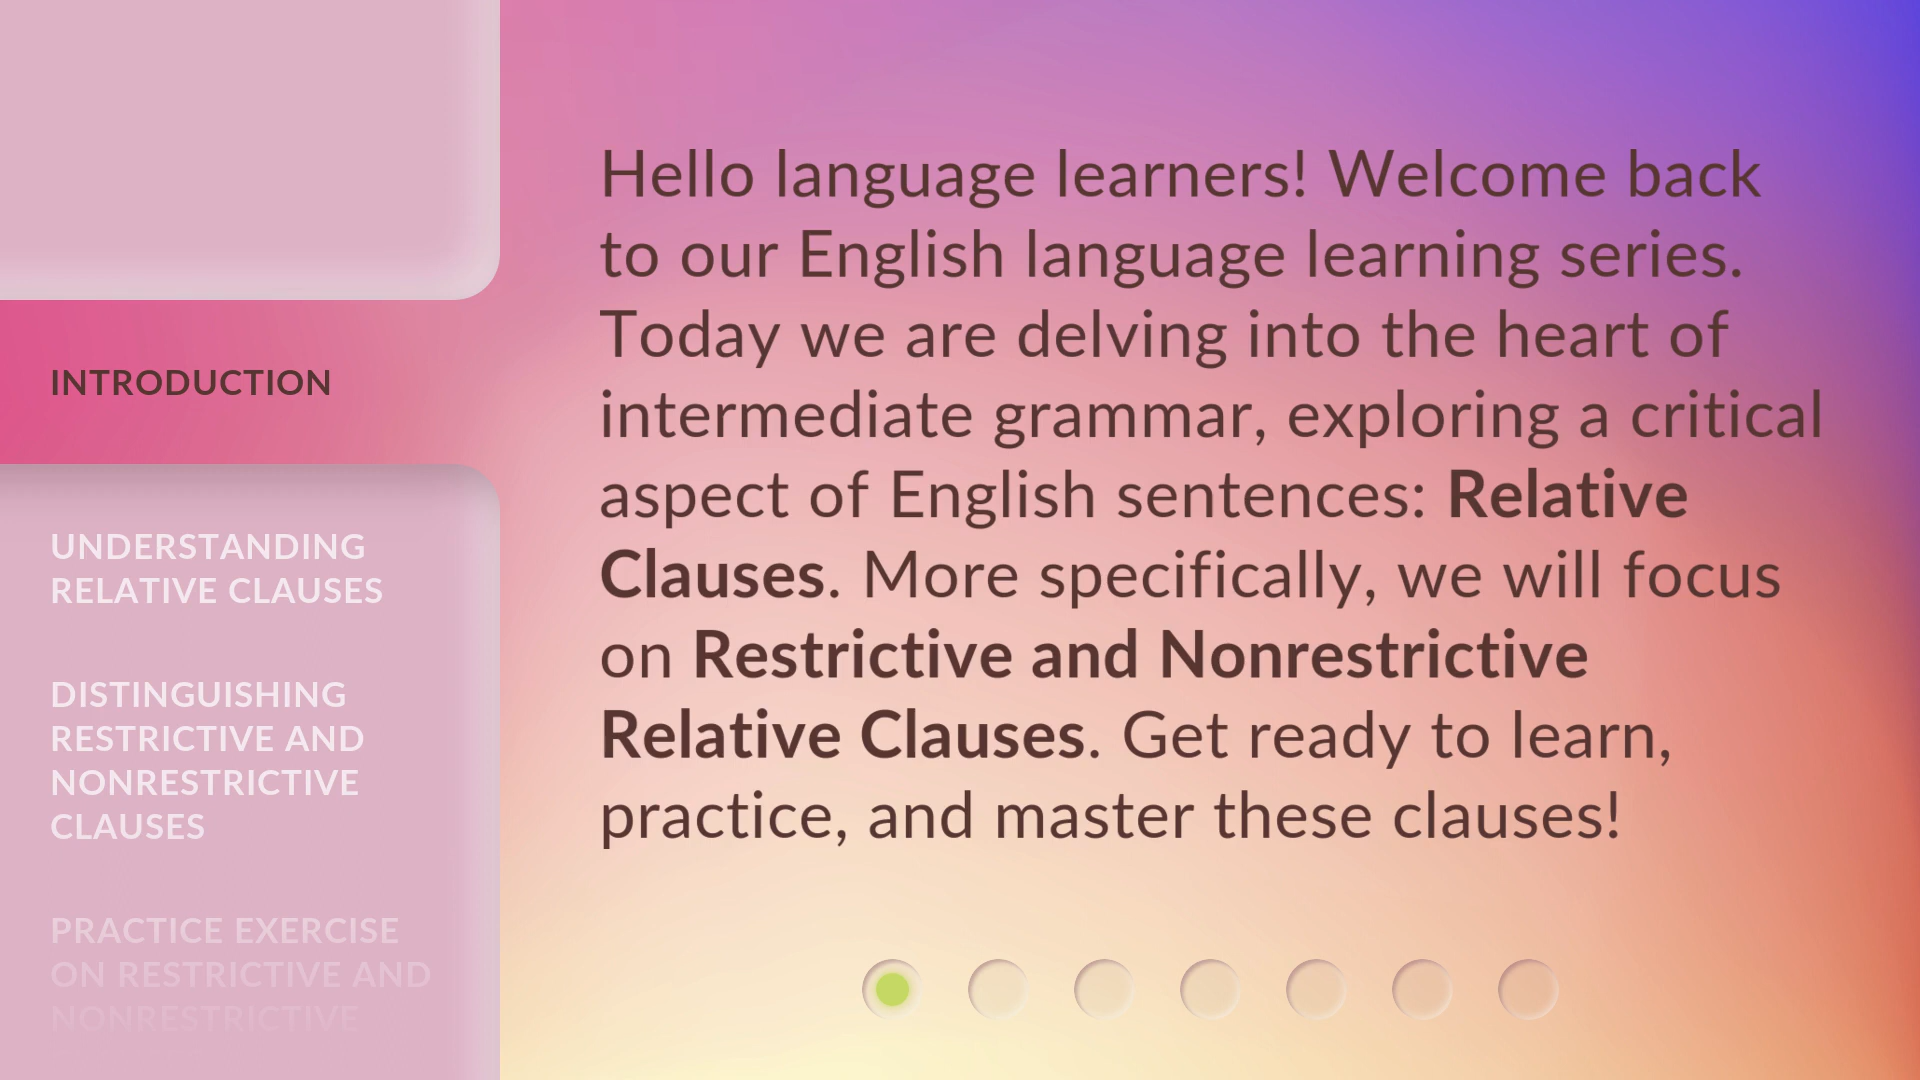 INTRODUCTION
UNDERSTANDING
RELATIVE CLAUSES
DISTINGUISHING
RESTRICTIVE AND
NONRESTRICTIVE
CLAUSES
PRACTICE EXERCISE
ON RESTRICTIVE AND
NONRESTRICTIVE
Hello language learners! Welcome back
to our English language learning series.
Today we are delving into the heart of
intermediate grammar, exploring a critical
aspect of English sentences: Relative
Clauses. More specifically, we will focus
on Restrictive and Nonrestrictive
Relative Clauses. Get ready to learn,
practice, and master these clauses!